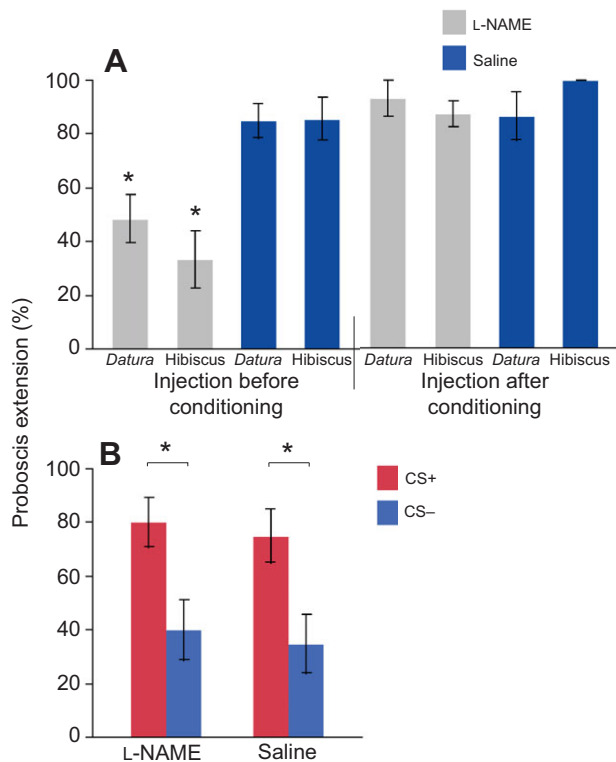 L-NAME
Saline
A
100
80
60
40
20
0
*
*
Datura Hibiscus Datura Hibiscus Datura Hibiscus Datura Hibiscus
Injection before conditioning
Injection after conditioning
Proboscis extension (%)
B
100
80
60
40
20
0
*
*
CS+
CS–
L-NAME Saline